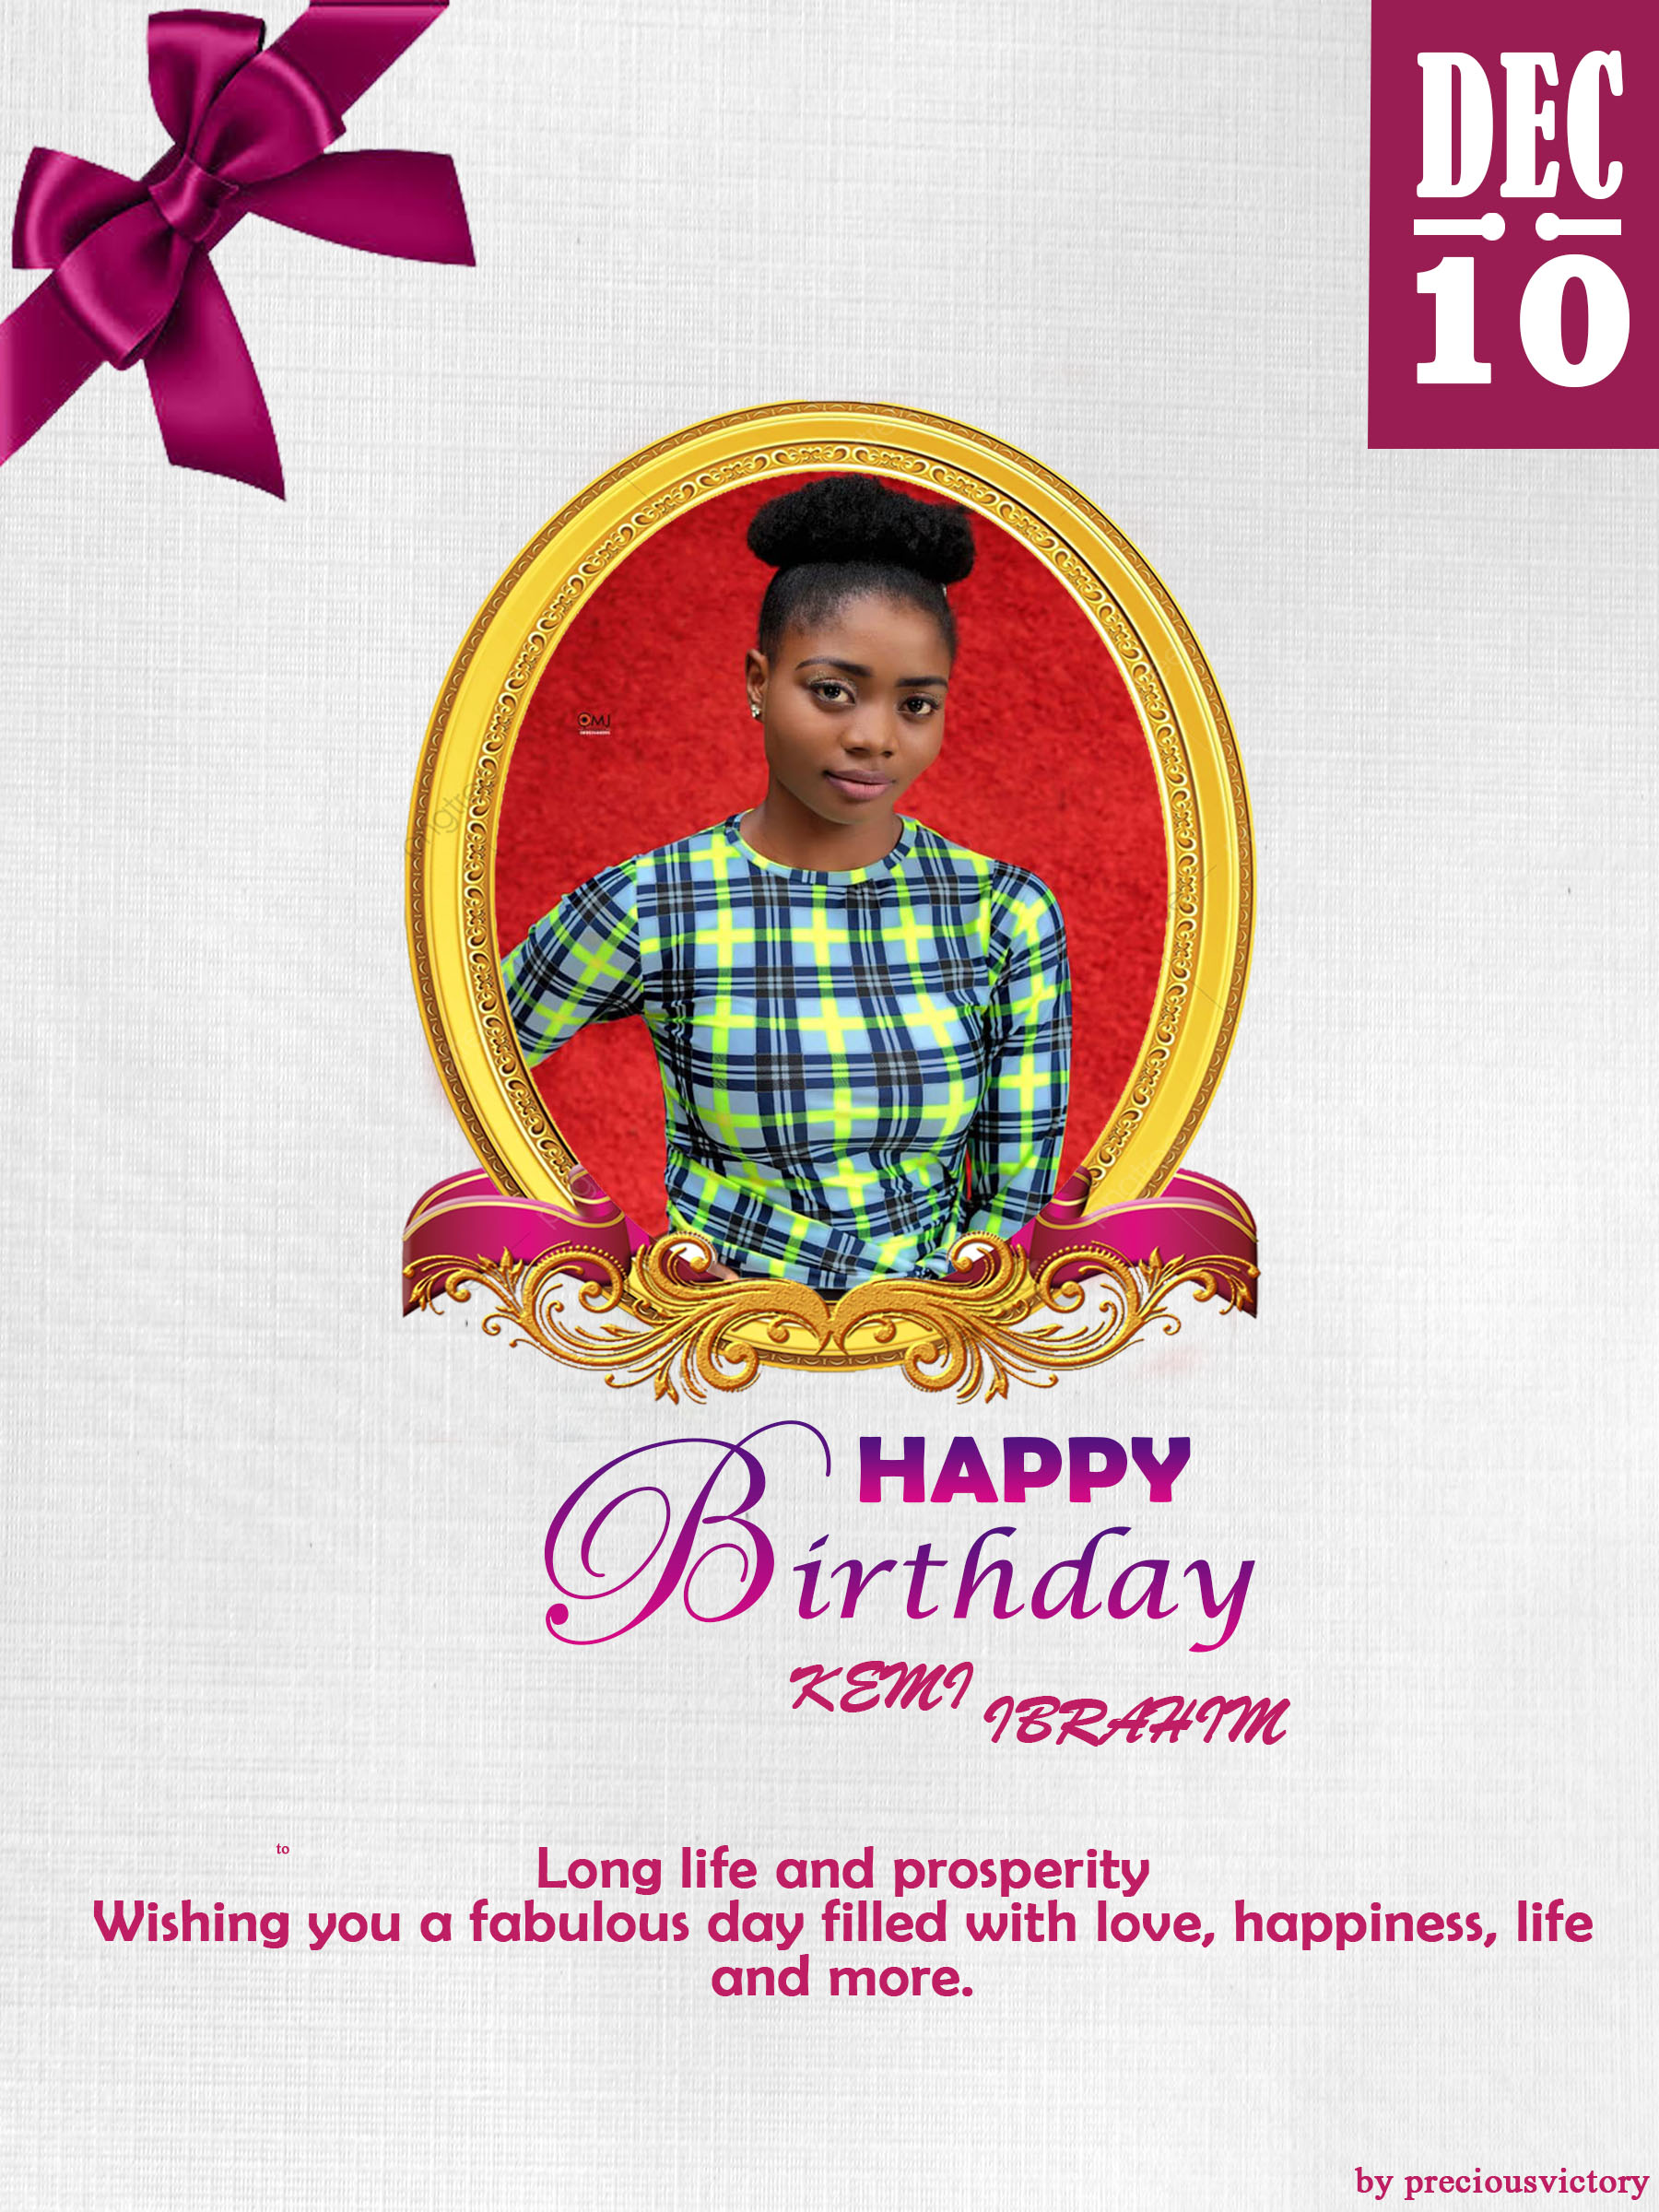 DEC
10
OMJ
HAPPY
Birthday
KEMI
IBRAHIM
to
Long life and prosperity
Wishing you a fabulous day filled with love, happiness, life
and more.
by preciousvictory